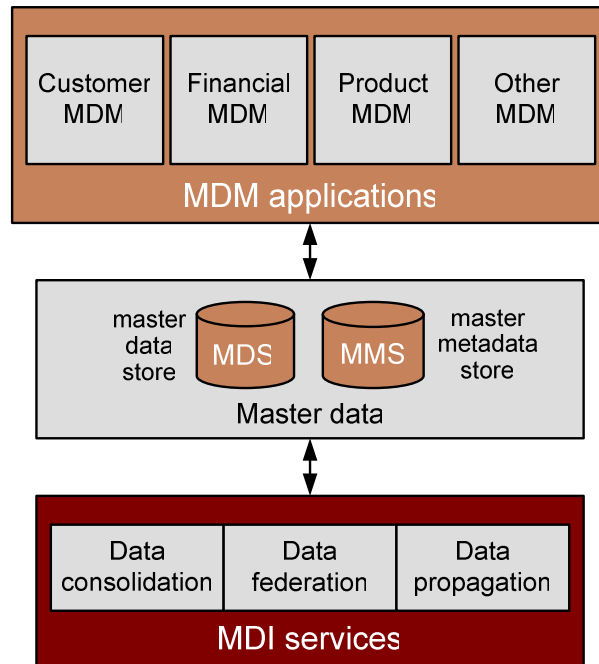 Customer
MDM
Financial
MDM
Product
MDM
Other
MDM
MDM applications
master
data
store
MDS
MMS
master
metadata
store
Master data
Data
consolidation
Data
federation
Data
propagation
MDI services